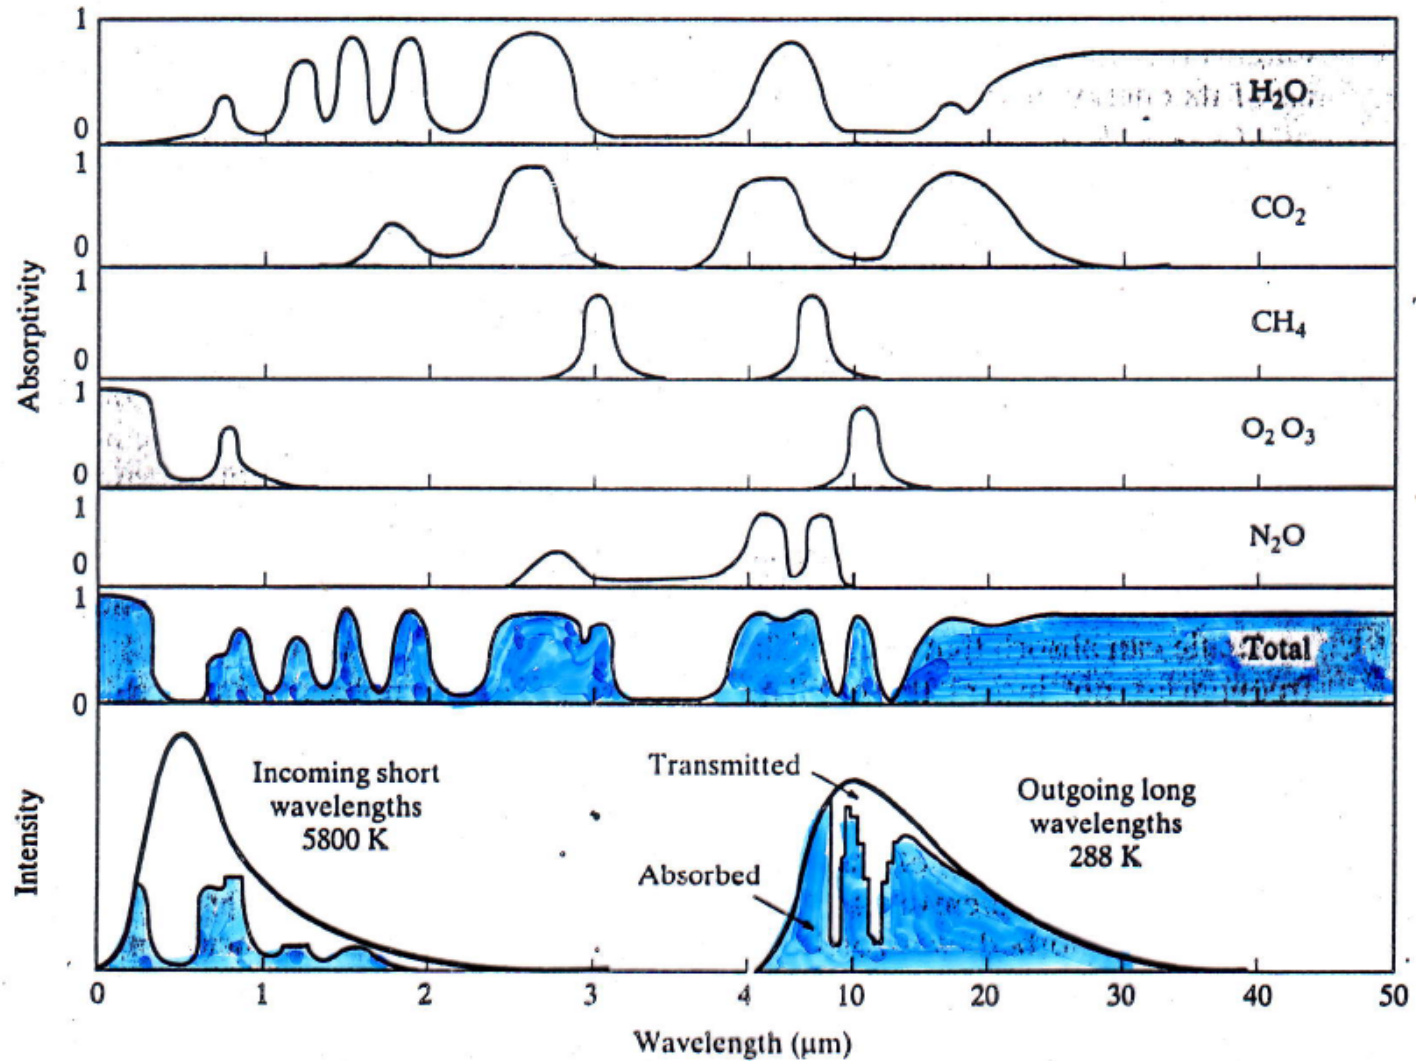 1
0
H₂O
1
0
CO₂
1
0
CH₄
1
0
O₂ O₃
1
0
N₂O
1
0
Total
Absorptivity
Incoming short
wavelengths
5800 K
Transmitted
Absorbed
Outgoing long
wavelengths
288 K
Intensity
0 1 2 3 4 10 20 30 40 50
Wavelength (μm)